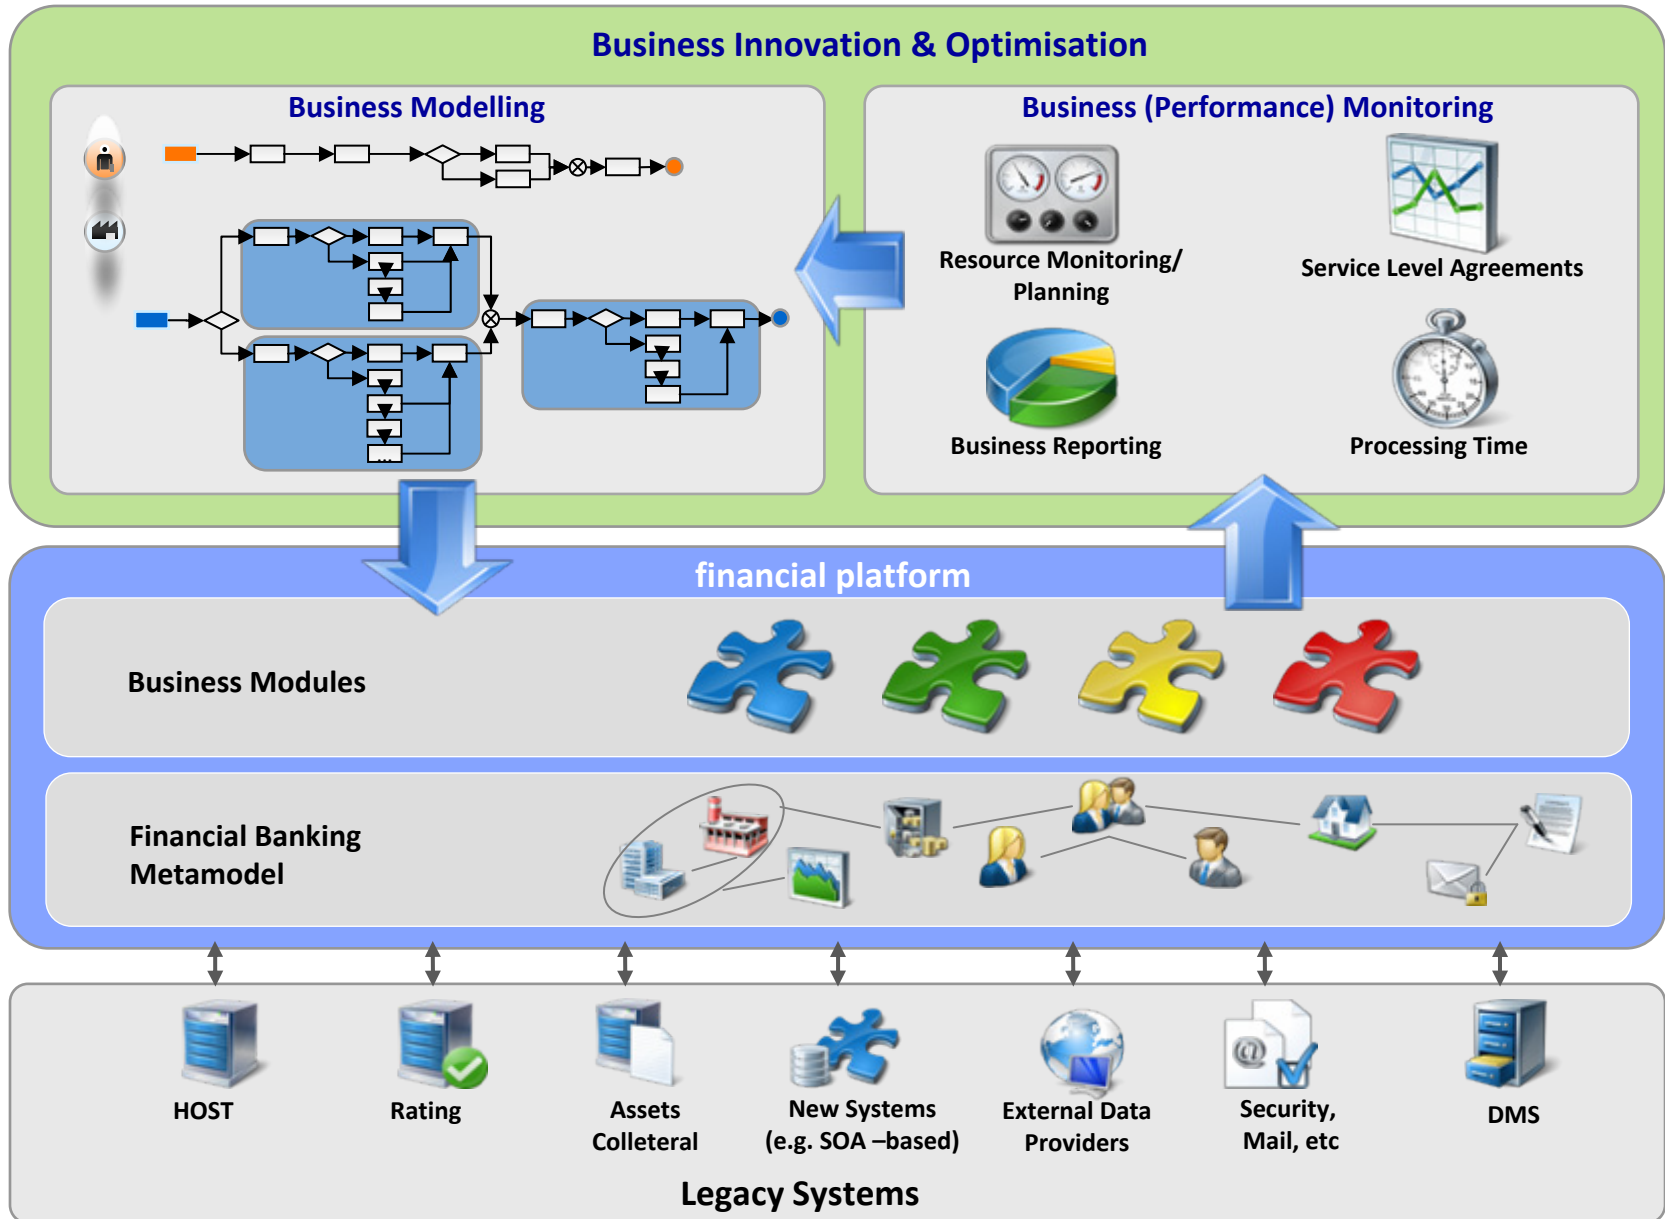 Business Innovation & Optimisation
Business Modelling
Business (Performance) Monitoring
Resource Monitoring/
Planning
Service Level Agreements
Business Reporting
Processing Time
...
financial platform
Business Modules
Financial Banking
Metamodel
HOST
Rating
Assets
Colleteral
New Systems
(e.g. SOA –based)
External Data
Providers
@
Security,
Mail, etc
DMS
Legacy Systems